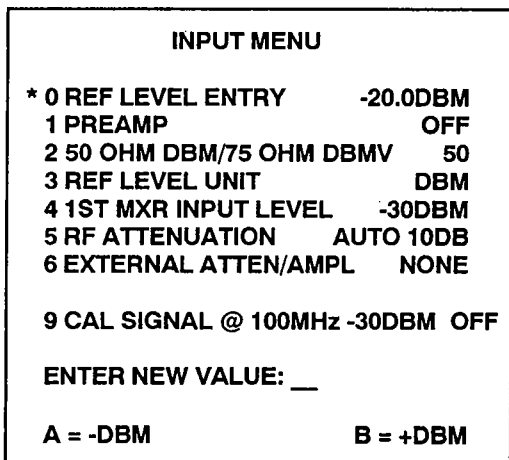 INPUT MENU
* 0 REF LEVEL ENTRY -20.0DBM
1 PREAMP OFF
2 50 OHM DBM/75 OHM DBMV 50
3 REF LEVEL UNIT DBM
4 1ST MXR INPUT LEVEL -30DBM
5 RF ATTENUATION AUTO 10DB
6 EXTERNAL ATTEN/AMPL NONE
9 CAL SIGNAL @ 100MHz -30DBM OFF
ENTER NEW VALUE: __
A = -DBM B = +DBM